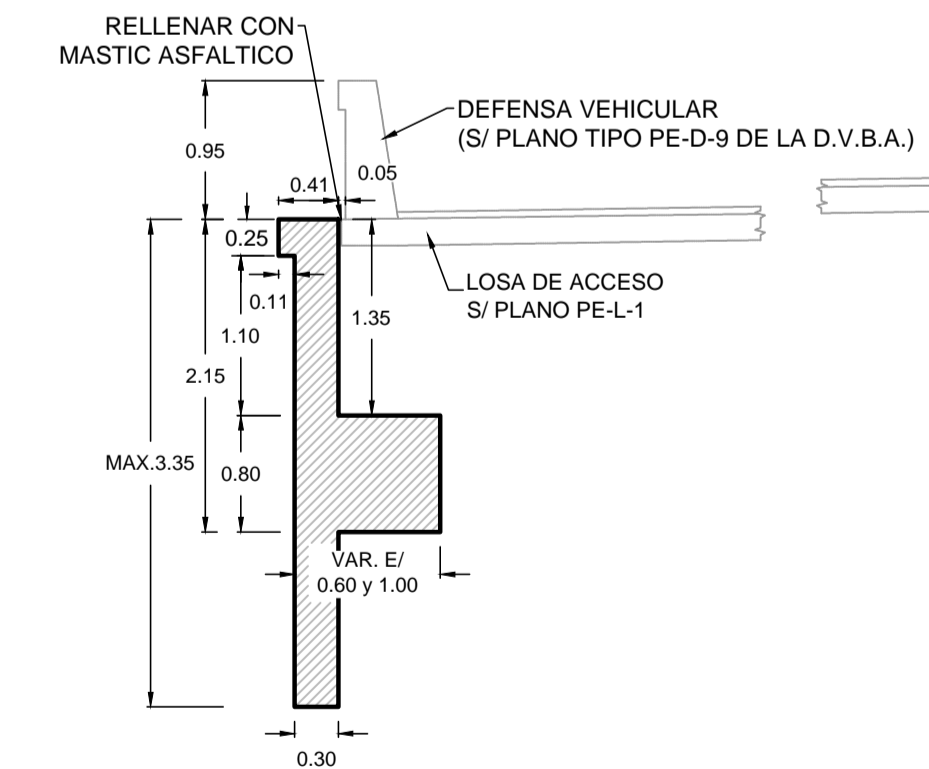 RELLENAR CON
MASTIC ASFALTICO
DEFENSA VEHICULAR
(S/ PLANO TIPO PE-D-9 DE LA D.V.B.A.)
0.95
0.05
0.41
0.25
LOSA DE ACCESO
S/ PLANO PE-L-1
0.11
1.35
1.10
2.15
MAX.3.35
0.80
VAR. E/
0.60 y 1.00
0.30